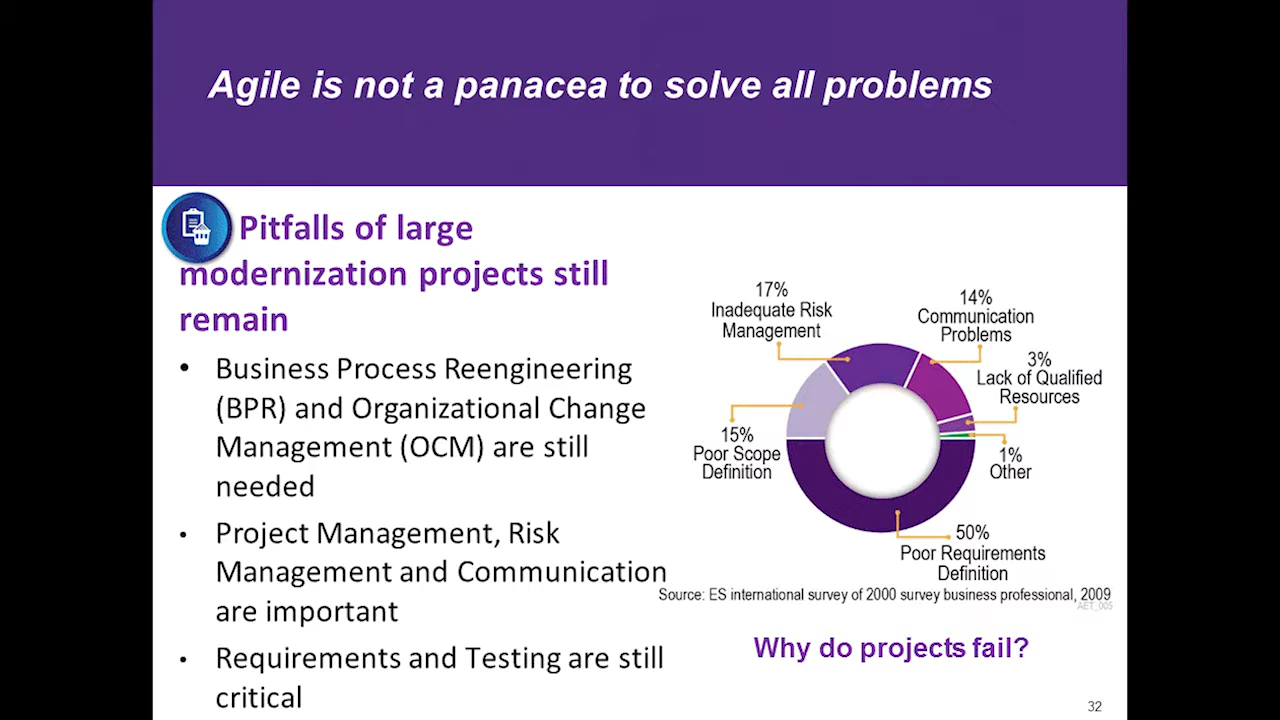 Agile is not a panacea to solve all problems
Pitfalls of large
modernization projects still
remain
• Business Process Reengineering
(BPR) and Organizational Change
Management (OCM) are still
needed
• Project Management, Risk
Management and Communication
are important
• Requirements and Testing are still
critical
17%
Inadequate Risk
Management
14%
Communication
Problems
3%
Lack of Qualified
Resources
15%
Poor Scope
Definition
1%
Other
50%
Poor Requirements
Definition
Source: ES international survey of 2000 survey business professional, 2009
AET_005
Why do projects fail?
32